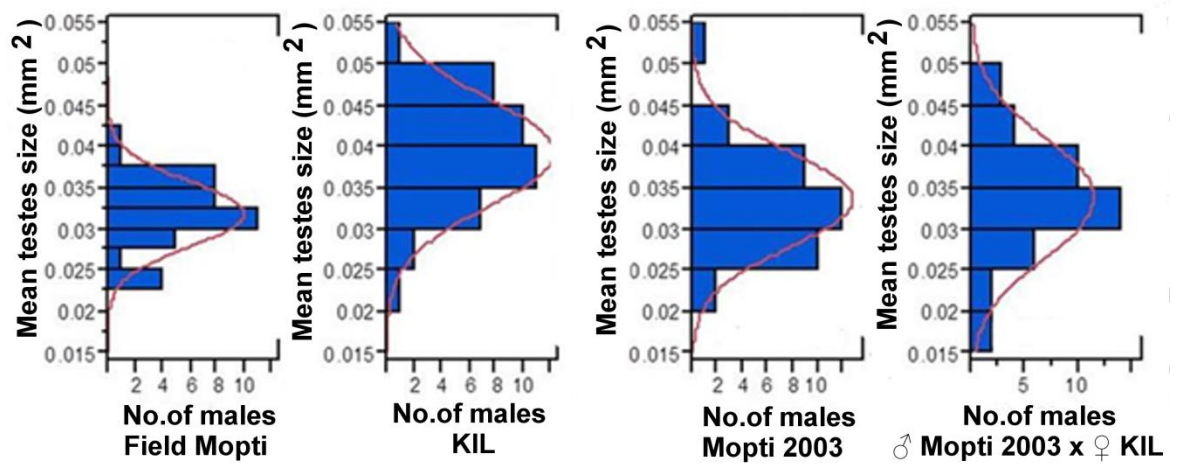 Mean testes size (mm 2 )
0.055
0.05
0.045
0.04
0.035
0.03
0.025
0.02
0.015
2 4 6 8 10
No.of males
Field Mopti
Mean testes size (mm 2 )
0.055
0.05
0.045
0.04
0.035
0.03
0.025
0.02
0.015
2 4 6 8 10
No.of males
KIL
Mean testes size (mm 2 )
0.055
0.05
0.045
0.04
0.035
0.03
0.025
0.02
0.015
2 4 6 8 10
No.of males
Mopti 2003
Mean testes size (mm 2 )
0.055
0.05
0.045
0.04
0.035
0.03
0.025
0.02
0.015
5 10
No.of males
♂ Mopti 2003 x ♀ KIL